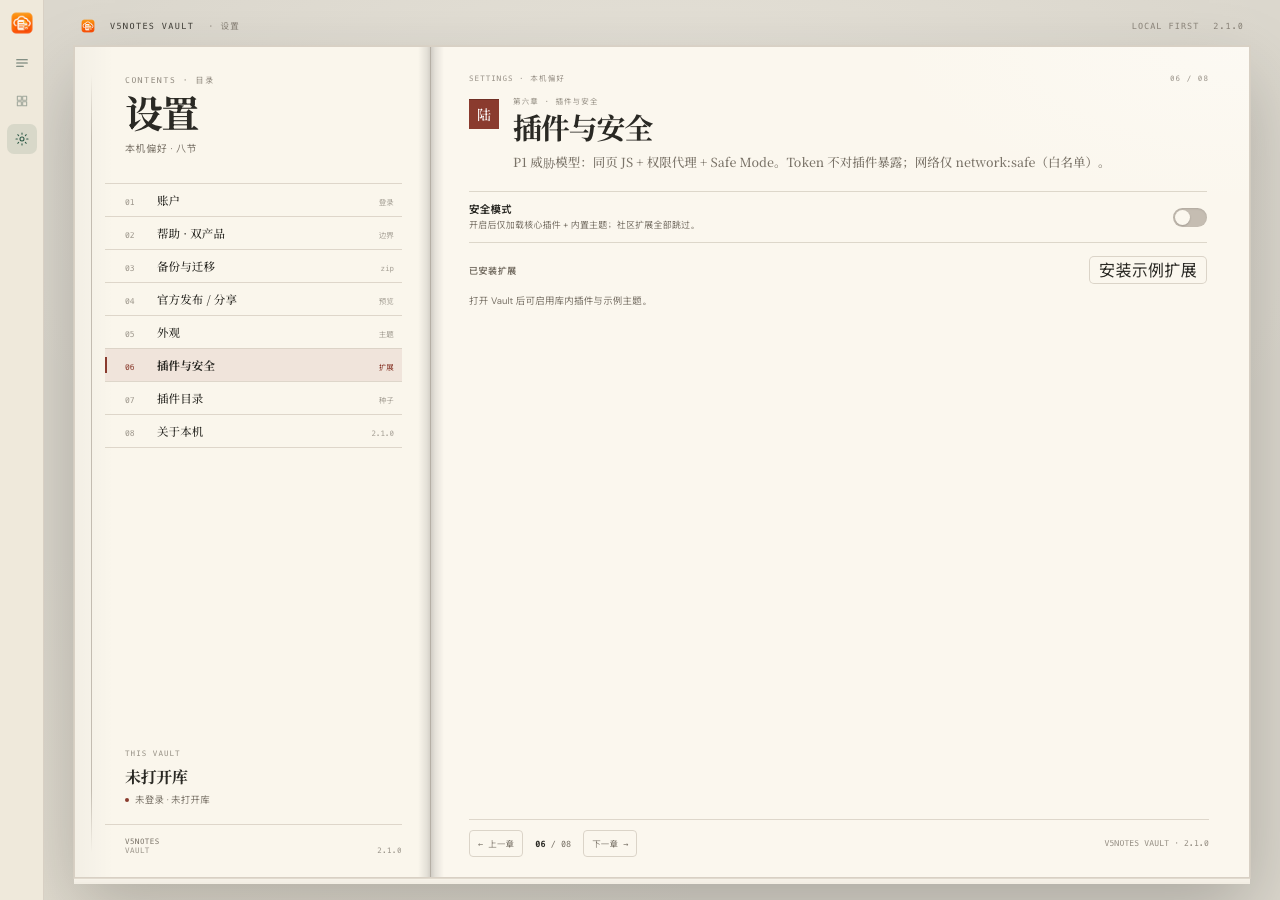 V5NOTES VAULT · 设置
LOCAL FIRST 2.1.0
CONTENTS · 目录
设置
本机偏好 · 八节
01 账户 登录
02 帮助 · 双产品 边界
03 备份与迁移 zip
04 官方发布 / 分享 预览
05 外观 主题
06 插件与安全 扩展
07 插件目录 种子
08 关于本机 2.1.0
THIS VAULT
未打开库
未登录 · 未打开库
V5NOTES
VAULT
2.1.0
SETTINGS · 本机偏好
06 / 08
陆
第六章 · 插件与安全
插件与安全
P1 威胁模型：同页 JS + 权限代理 + Safe Mode。Token 不对插件暴露；网络仅 network:safe（白名单）。
安全模式
开启后仅加载核心插件 + 内置主题；社区扩展全部跳过。
已安装扩展
安装示例扩展
打开 Vault 后可启用库内插件与示例主题。
← 上一章
06 / 08
下一章 →
V5NOTES VAULT · 2.1.0